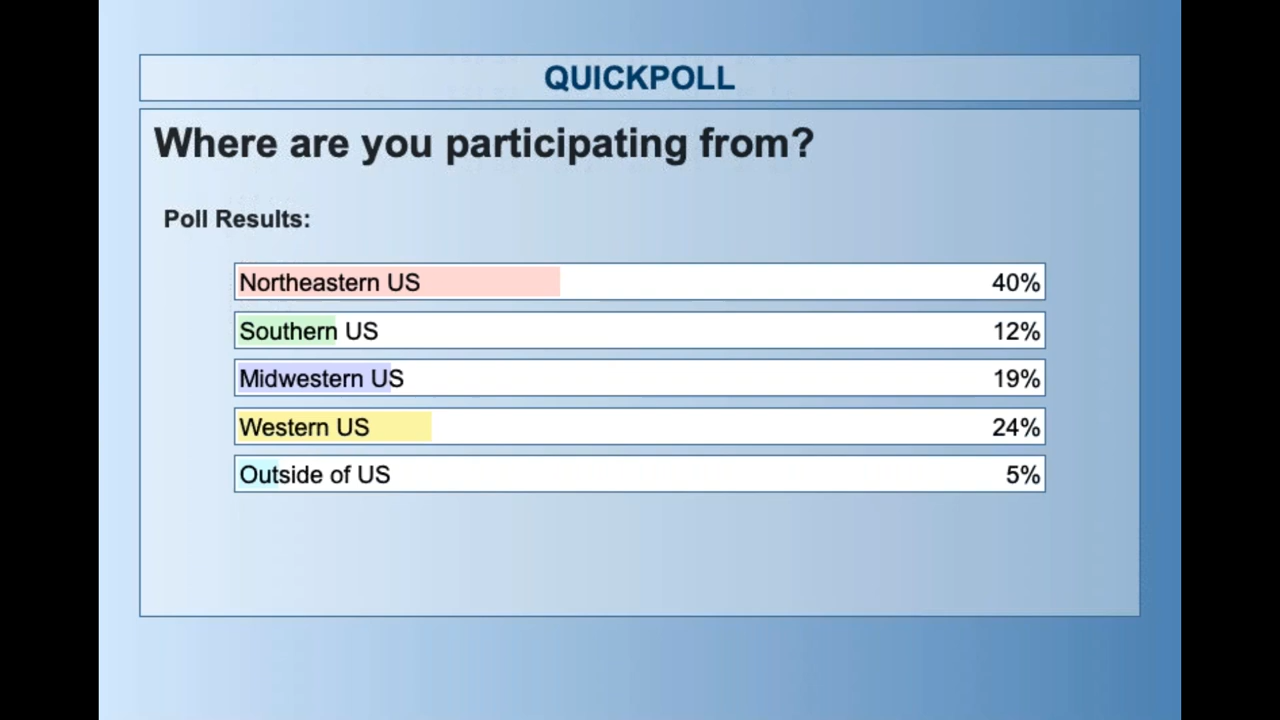 QUICKPOLL
Where are you participating from?
Poll Results:
Northeastern US 40%
Southern US 12%
Midwestern US 19%
Western US 24%
Outside of US 5%